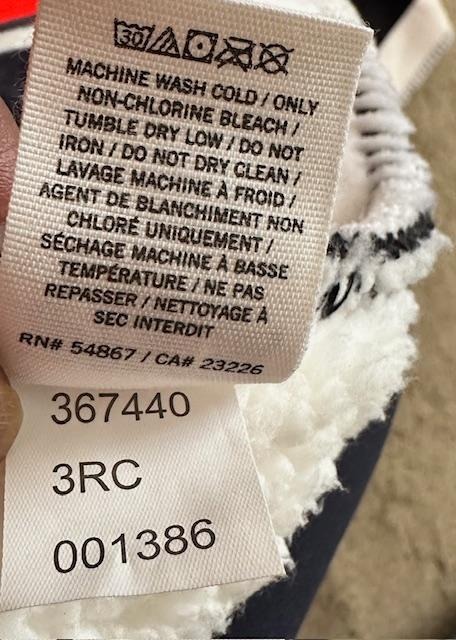 30
MACHINE WASH COLD / ONLY
NON-CHLORINE BLEACH /
TUMBLE DRY LOW / DO NOT
IRON / DO NOT DRY CLEAN /
LAVAGE MACHINE À FROID /
AGENT DE BLANCHIMENT NON
CHLORÉ UNIQUEMENT /
SÉCHAGE MACHINE À BASSE
TEMPÉRATURE / NE PAS
REPASSER / NETTOYAGE À
SEC INTERDIT
RN# 54867 / CA# 23226
367440
3RC
001386